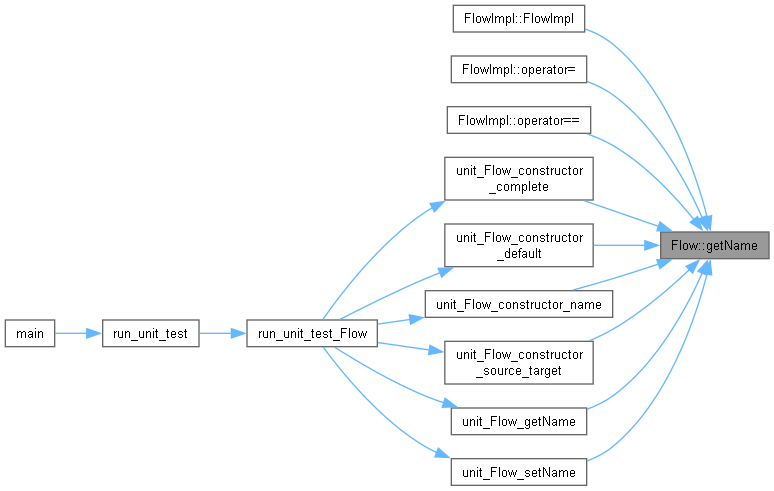 FlowImpl::FlowImpl
FlowImpl::operator=
FlowImpl::operator==
unit_Flow_constructor
_complete
unit_Flow_constructor
_default
Flow::getName
unit_Flow_constructor_name
main
run_unit_test
run_unit_test_Flow
unit_Flow_constructor
_source_target
unit_Flow_getName
unit_Flow_setName